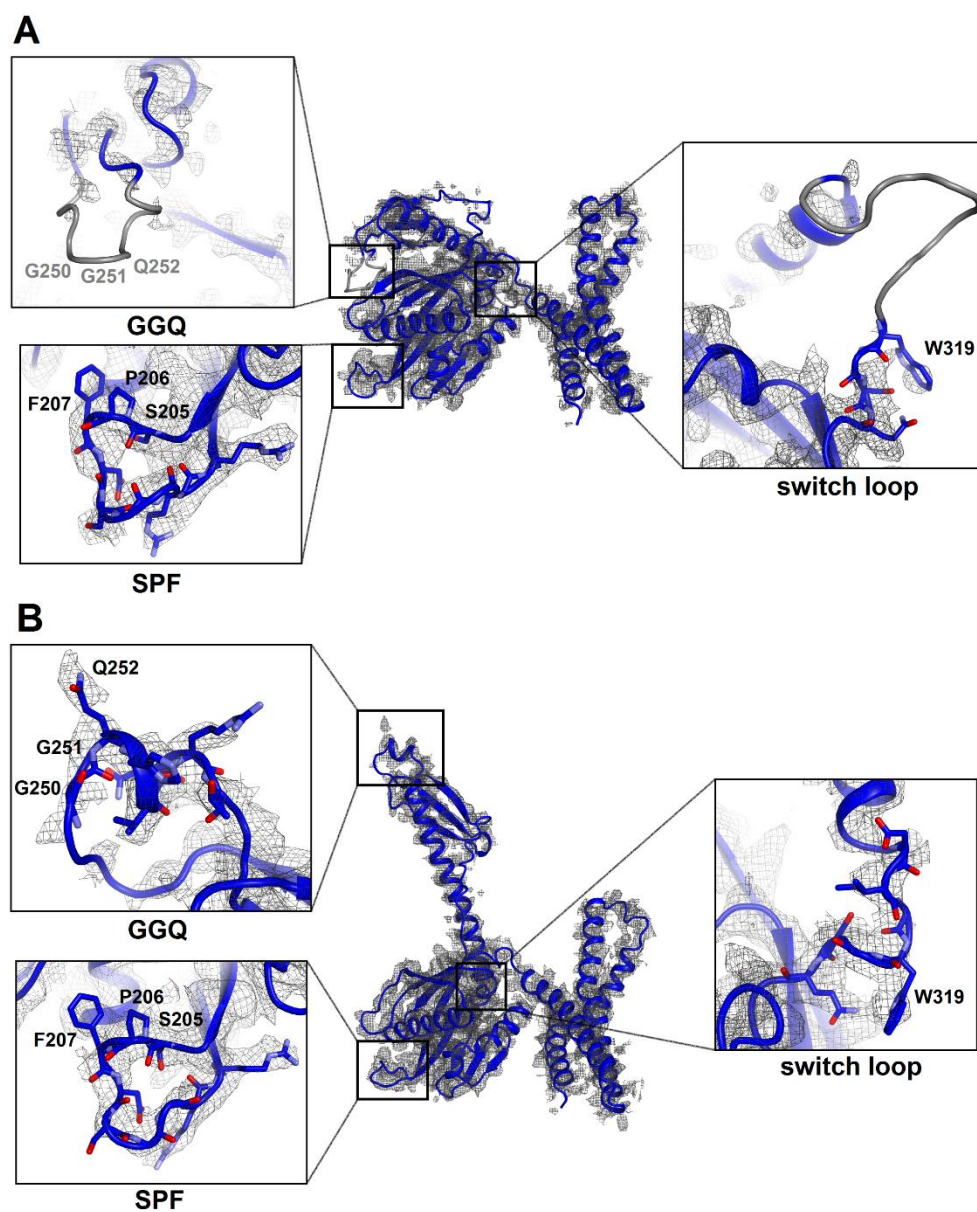 A
G250
G251
Q252
GGQ
F207
P206
S205
SPF
W319
switch loop
B
Q252
G251
G250
GGQ
P206
S205
F207
SPF
W319
switch loop